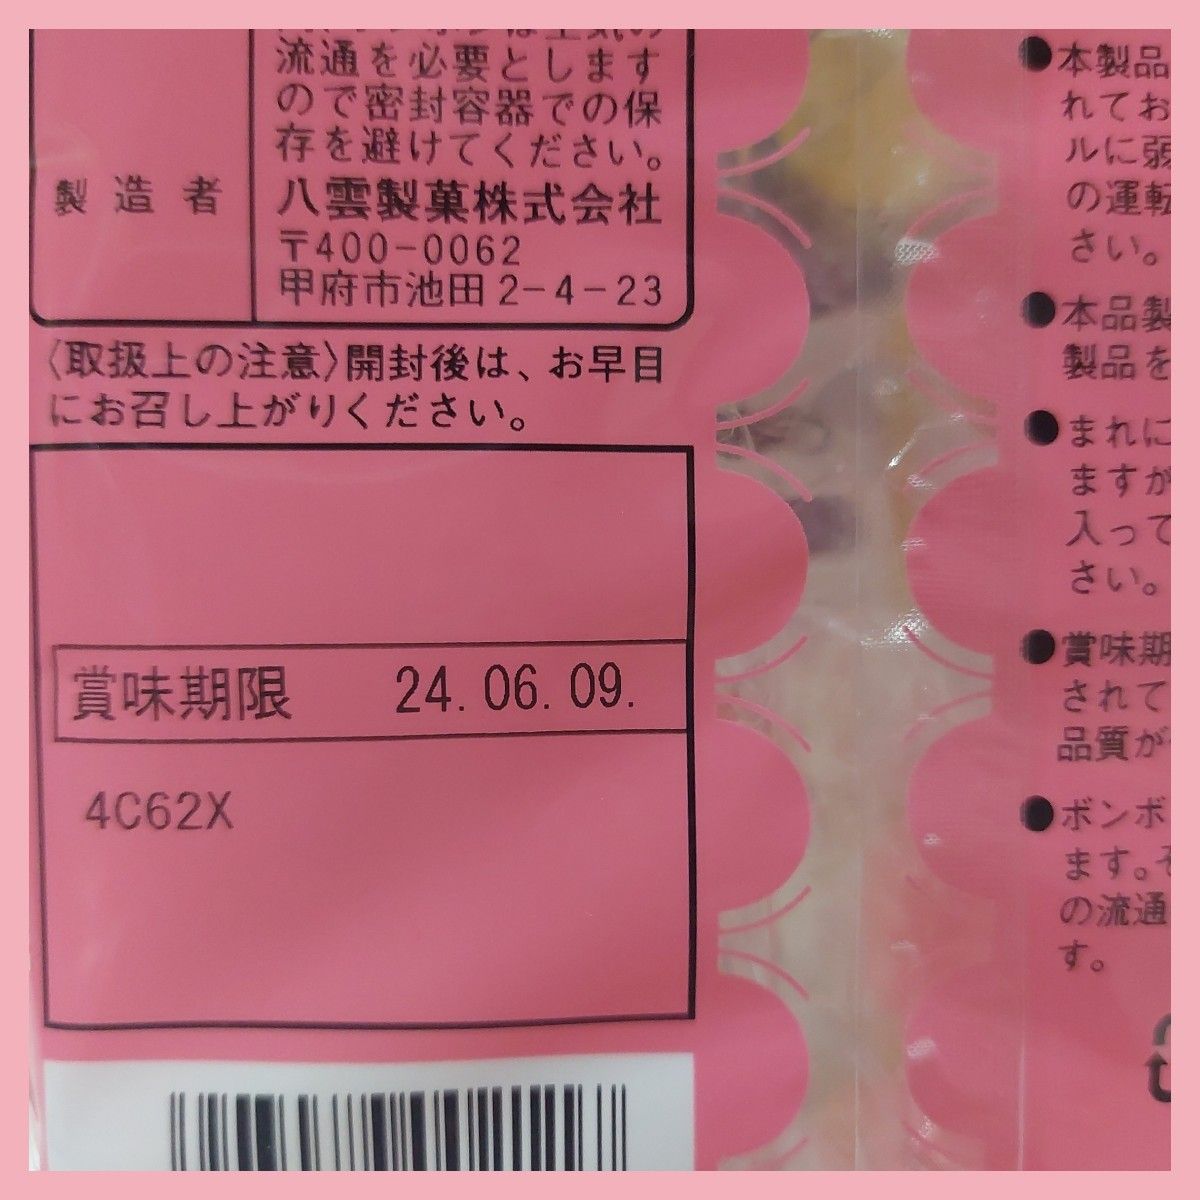 流通を必要とします
ので密封容器での保
存を避けてください。
製造者
八雲製菓株式会社
〒400-0062
甲府市池田2-4-23
〈取扱上の注意〉開封後は、お早目
にお召し上がりください。
賞味期限 24.06.09.
4C62X
●本製品
れてお
ルに弱
の運転
さい。
●本品製
製品を
●まれに
ますが
入って
さい。
●賞味期
されて
品質が
●ボンボ
ます。そ
の流通
す。